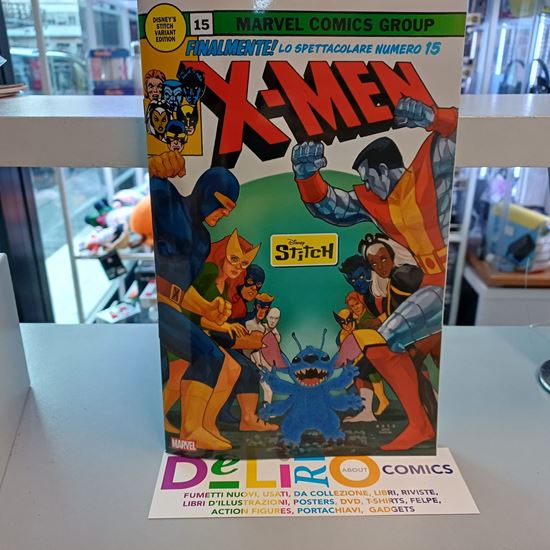 DISNEY'S
STITCH
VARIANT
EDITION
15 MARVEL COMICS GROUP
FINALMENTE! LO SPETTACOLARE NUMERO 15
X-MEN
Disney
STITCH
MARVEL
DELiRiO ABOUT COMICS
FUMETTI NUOVI, USATI, DA COLLEZIONE, LIBRI, RIVISTE,
LIBRI D'ILLUSTRAZIONI, POSTERS, DVD, T-SHIRTS, FELPE,
ACTION FIGURES, PORTACHIAVI, GADGETS